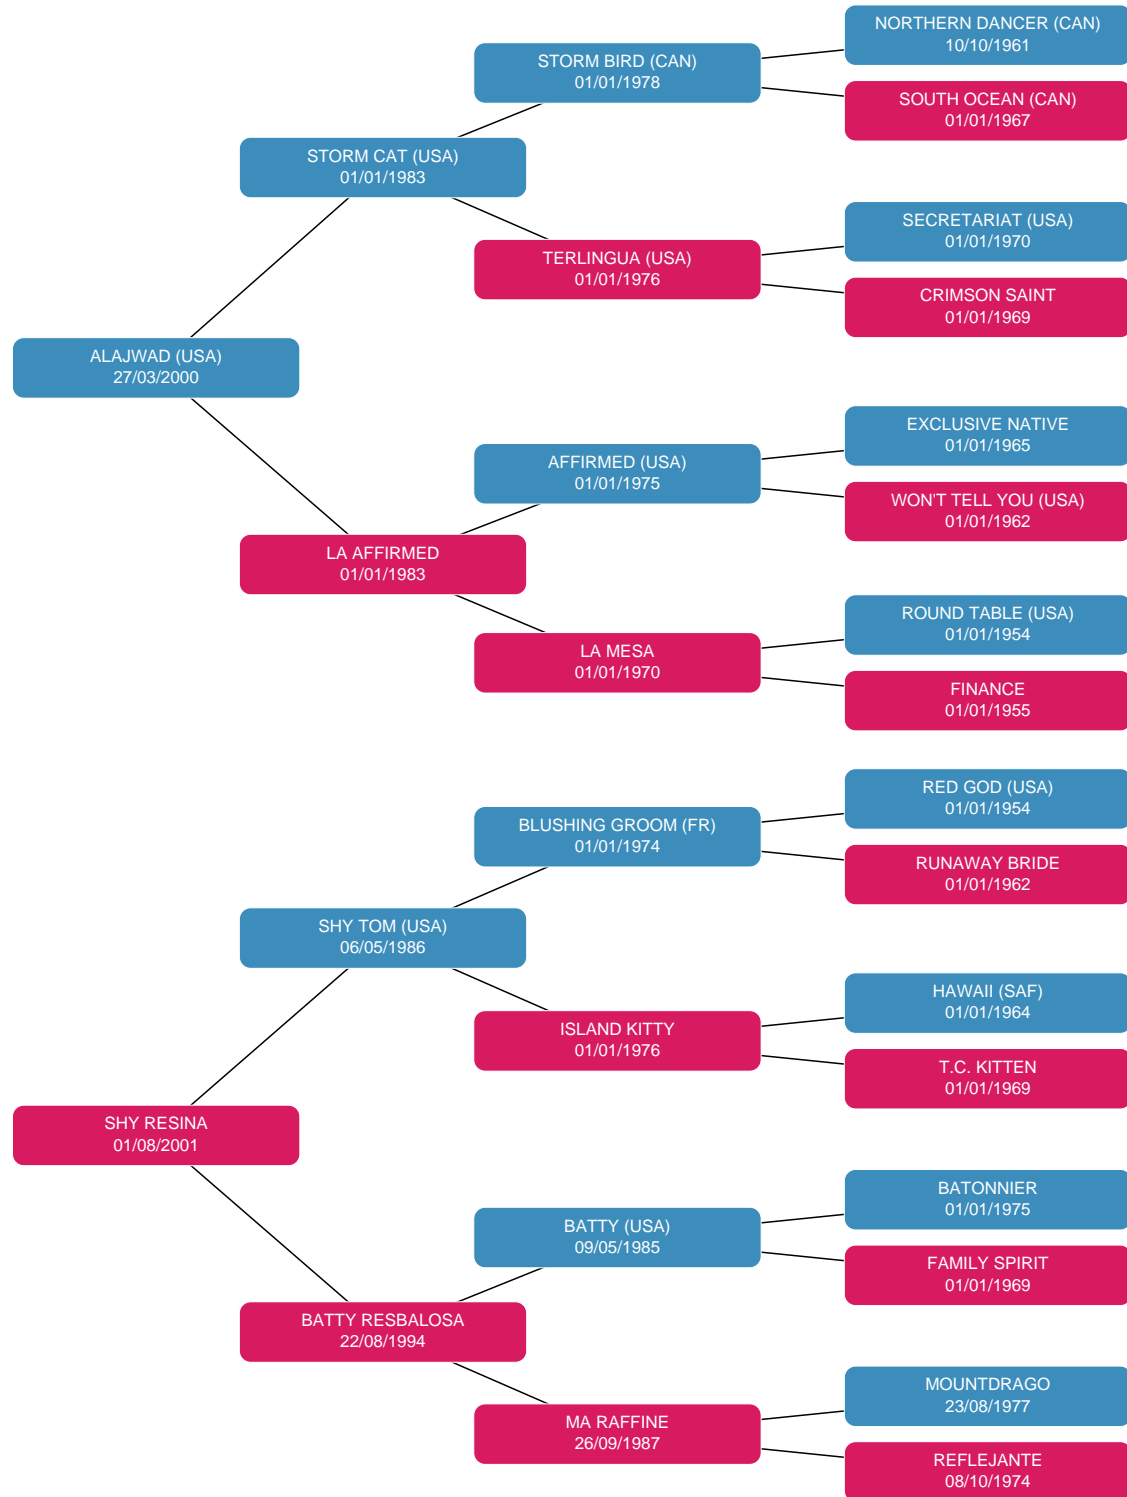 NORTHERN DANCER (CAN)
10/10/1961
STORM BIRD (CAN)
01/01/1978
SOUTH OCEAN (CAN)
01/01/1967
STORM CAT (USA)
01/01/1983
SECRETARIAT (USA)
01/01/1970
TERLINGUA (USA)
01/01/1976
CRIMSON SAINT
01/01/1969
ALAJWAD (USA)
27/03/2000
EXCLUSIVE NATIVE
01/01/1965
AFFIRMED (USA)
01/01/1975
WON'T TELL YOU (USA)
01/01/1962
LA AFFIRMED
01/01/1983
ROUND TABLE (USA)
01/01/1954
LA MESA
01/01/1970
FINANCE
01/01/1955
RED GOD (USA)
01/01/1954
BLUSHING GROOM (FR)
01/01/1974
RUNAWAY BRIDE
01/01/1962
SHY TOM (USA)
06/05/1986
HAWAII (SAF)
01/01/1964
ISLAND KITTY
01/01/1976
T.C. KITTEN
01/01/1969
SHY RESINA
01/08/2001
BATONNIER
01/01/1975
BATTY (USA)
09/05/1985
FAMILY SPIRIT
01/01/1969
BATTY RESBALOSA
22/08/1994
MOUNTDRAGO
23/08/1977
MA RAFFINE
26/09/1987
REFLEJANTE
08/10/1974